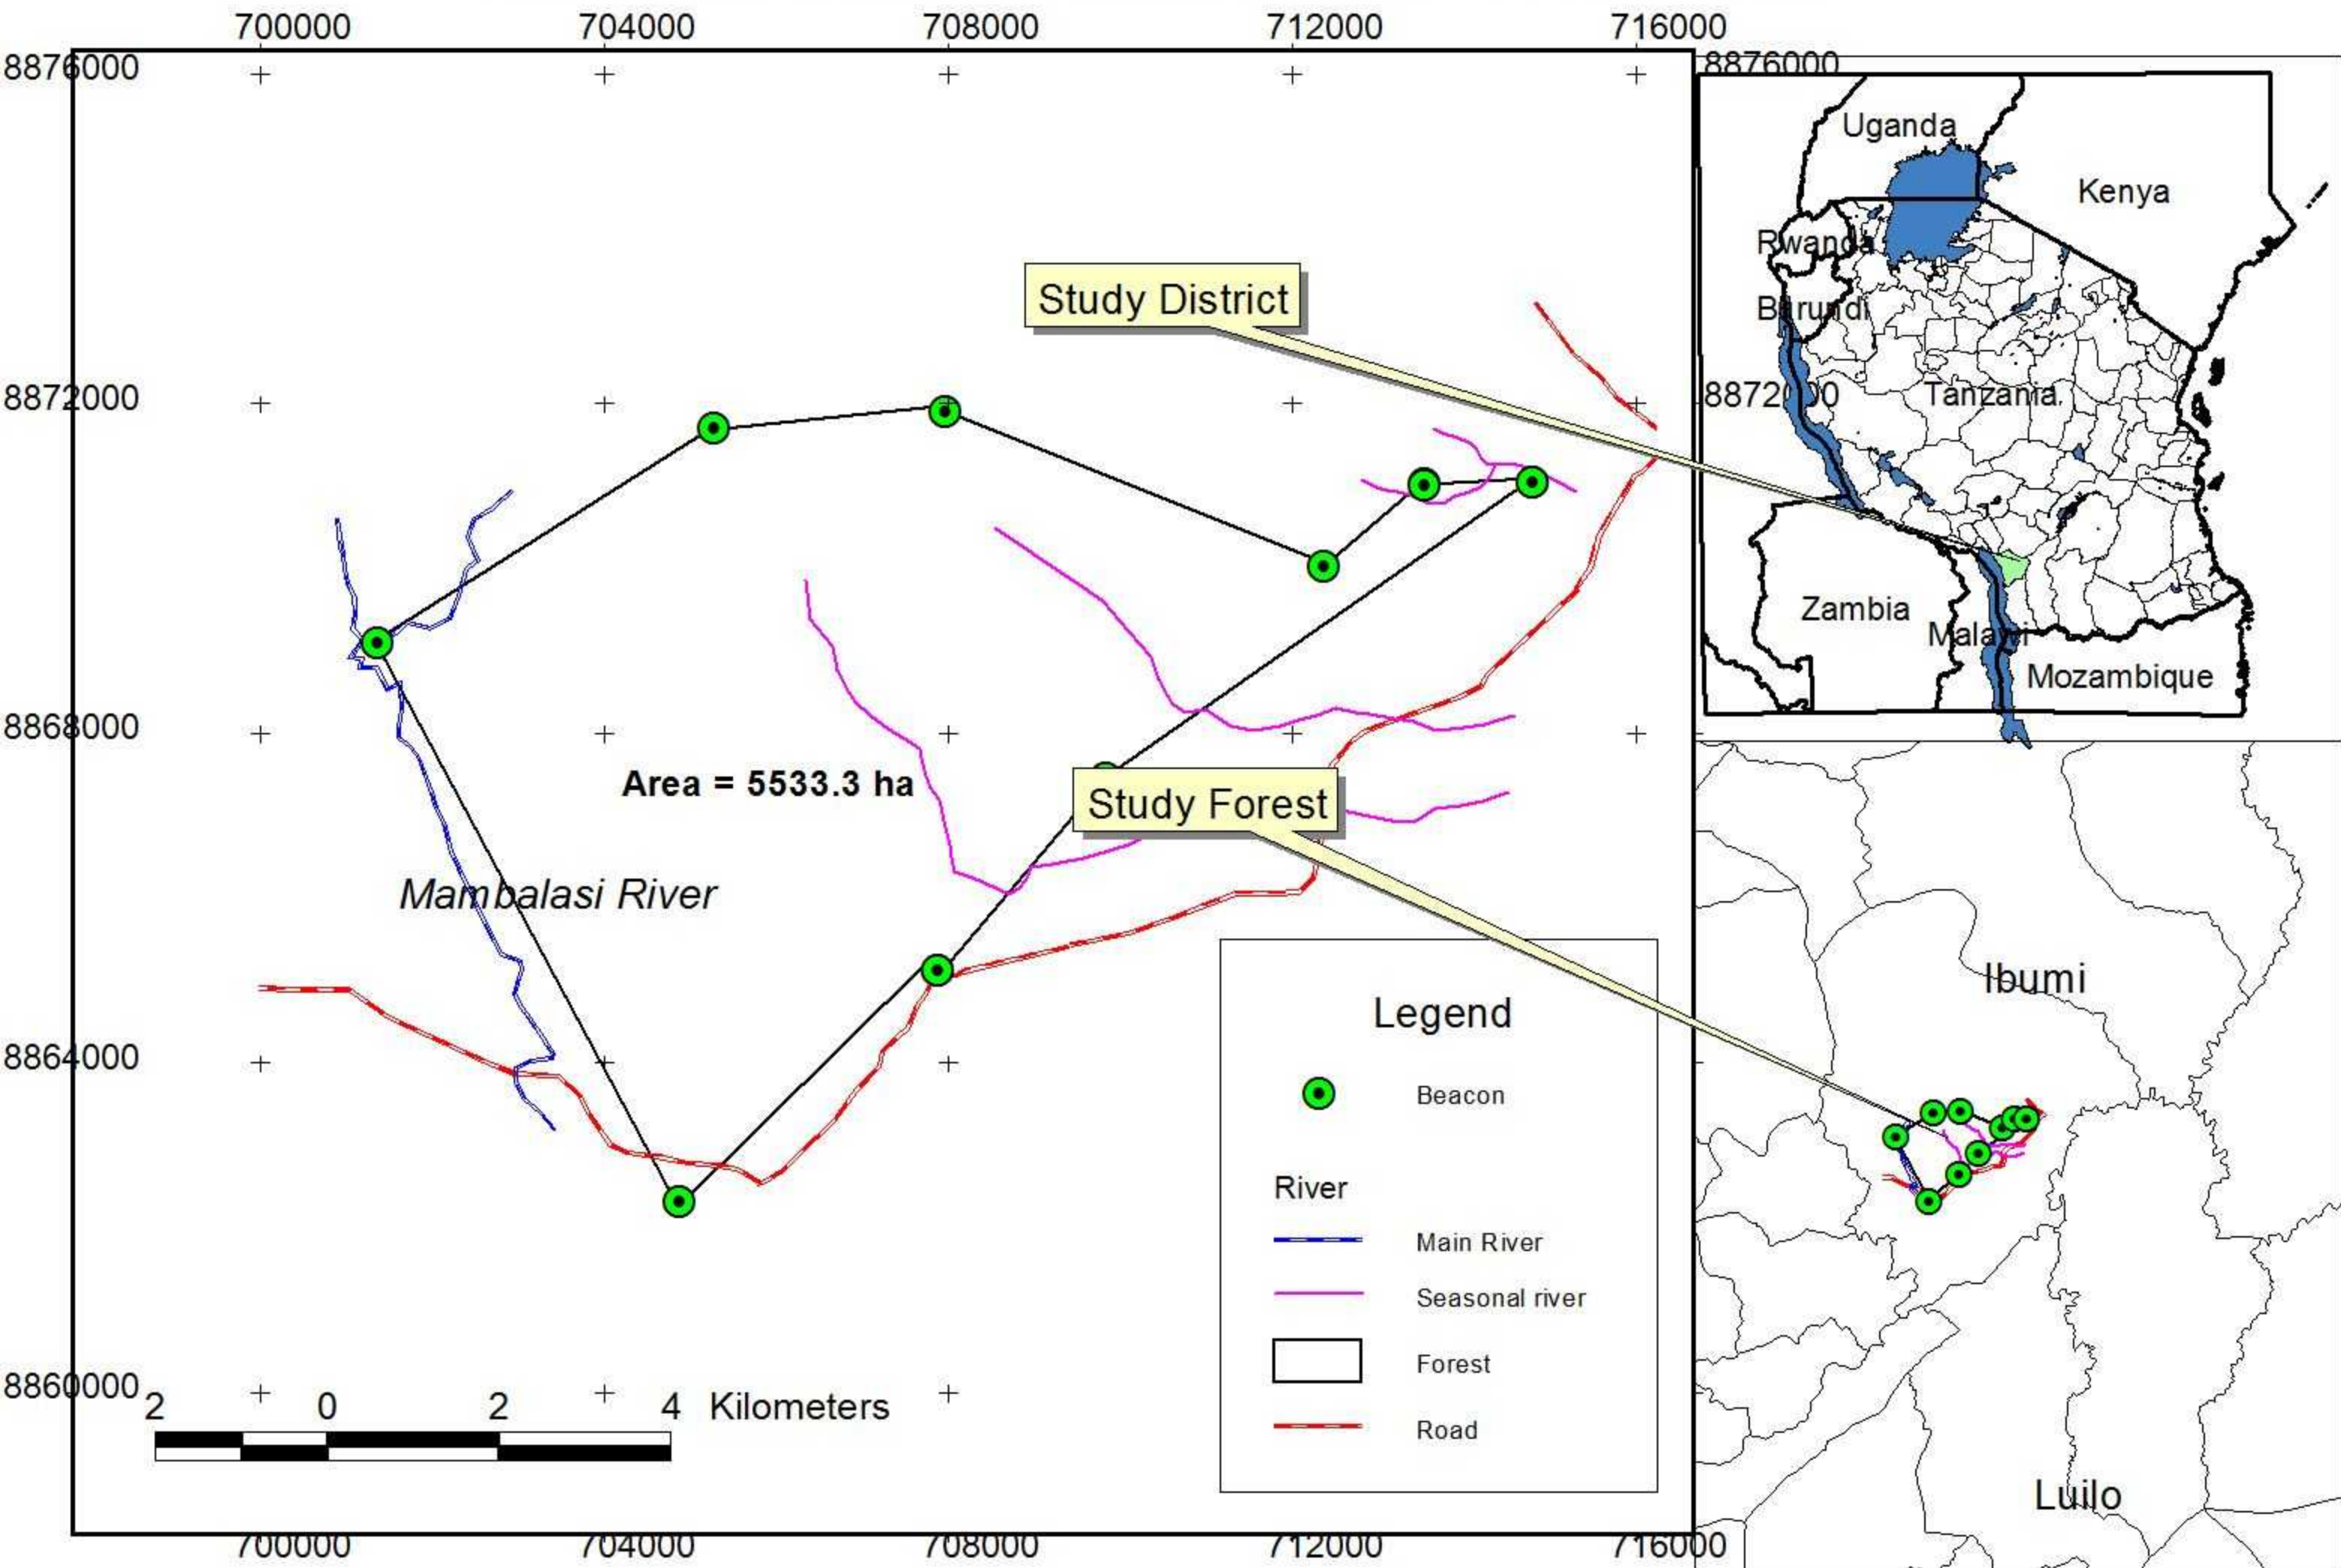 700000 704000 708000 712000 716000
8876000 8876000
Uganda
Kenya
Rwanda
Study District
Burundi
8872000 8872000
Tanzania
Zambia
Malawi
Mozambique
8868000
Area = 5533.3 ha
Study Forest
Mambalasi River
Ibumi
Legend
8864000
Beacon
River
Main River
Seasonal river
Forest
8860000
2 0 2 4 Kilometers
Road
Luilo
700000 704000 708000 712000 716000